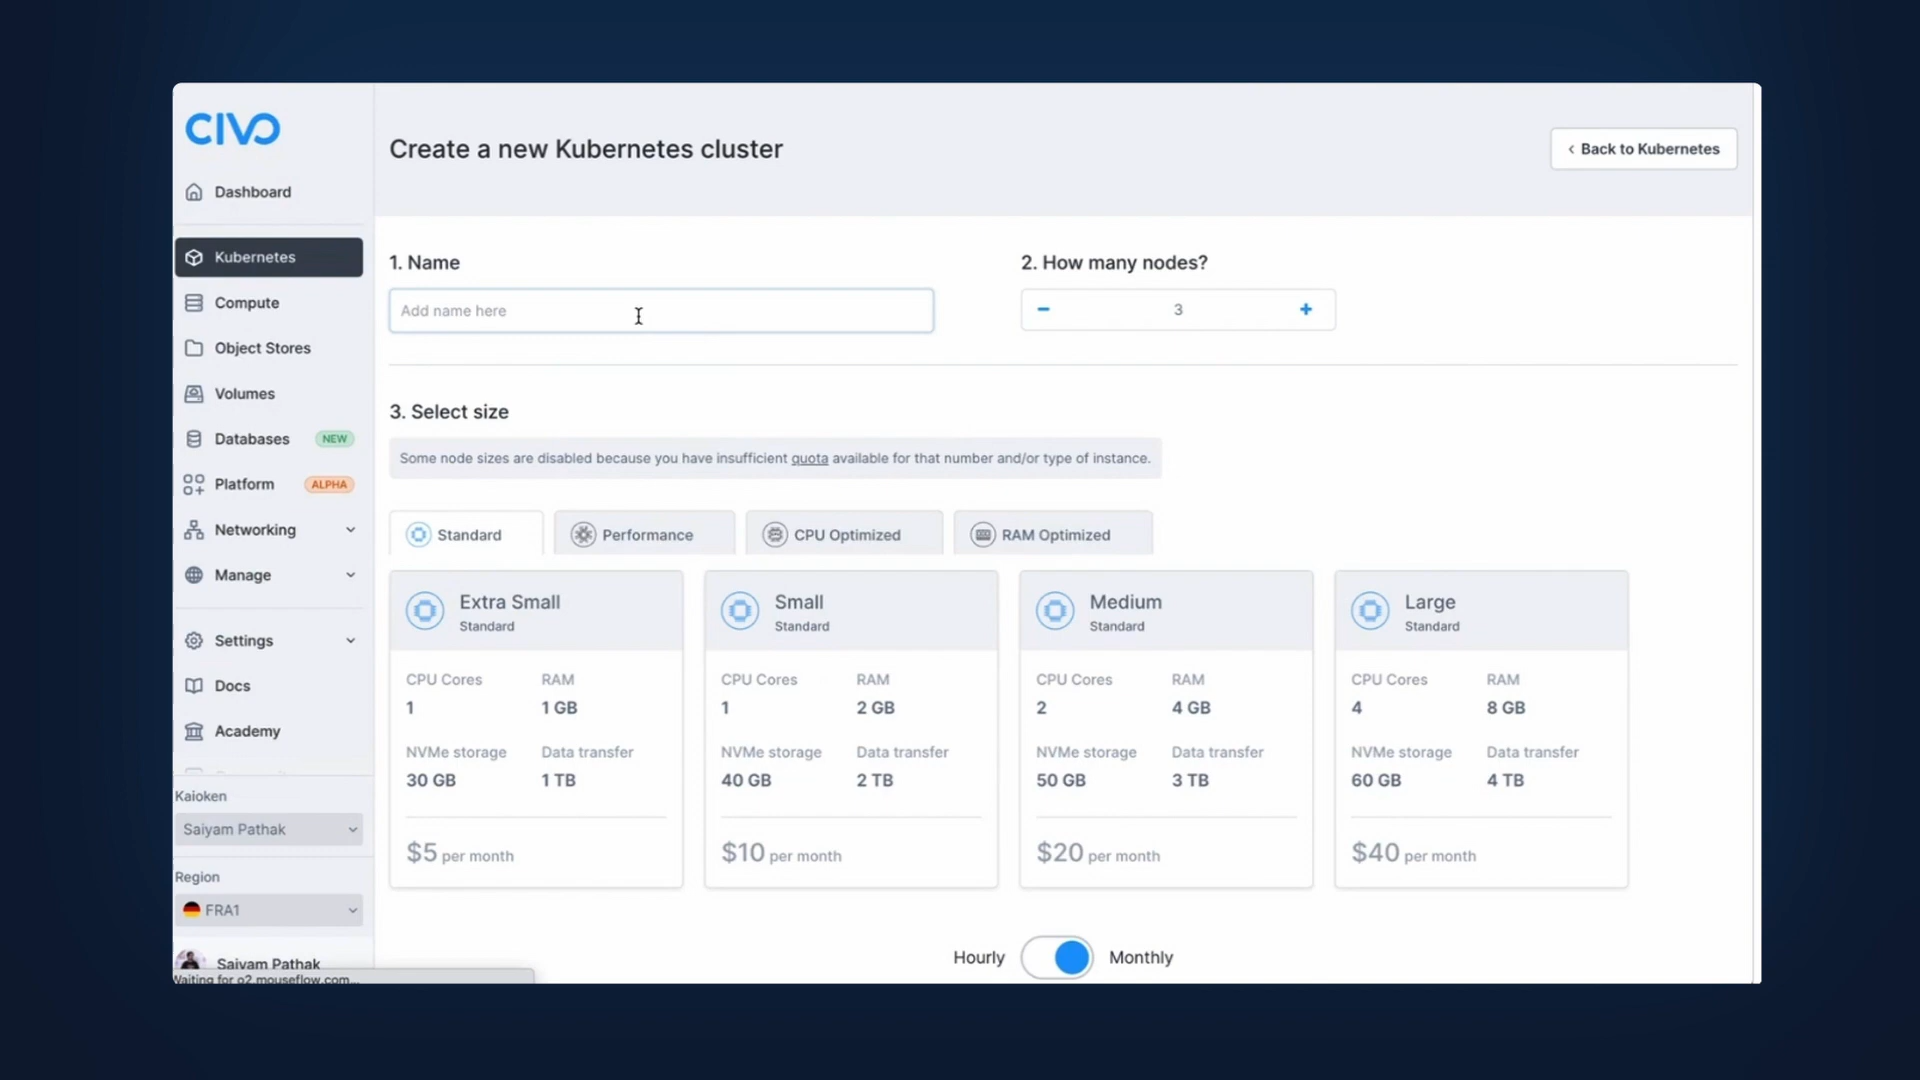 CIVO
Dashboard
Kubernetes
Compute
Object Stores
Volumes
Databases NEW
Platform ALPHA
Networking
Manage
Settings
Docs
Academy
Kaioken
Saiyam Pathak
Region
FRA1
Saiyam Pathak
Waiting for o2.mouseflow.com...
Create a new Kubernetes cluster
‹ Back to Kubernetes
1. Name
Add name here
2. How many nodes?
− 3 +
3. Select size
Some node sizes are disabled because you have insufficient quota available for that number and/or type of instance.
Standard Performance CPU Optimized RAM Optimized
Extra Small
Standard
CPU Cores RAM
1 1 GB
NVMe storage Data transfer
30 GB 1 TB
$5 per month
Small
Standard
CPU Cores RAM
1 2 GB
NVMe storage Data transfer
40 GB 2 TB
$10 per month
Medium
Standard
CPU Cores RAM
2 4 GB
NVMe storage Data transfer
50 GB 3 TB
$20 per month
Large
Standard
CPU Cores RAM
4 8 GB
NVMe storage Data transfer
60 GB 4 TB
$40 per month
Hourly Monthly